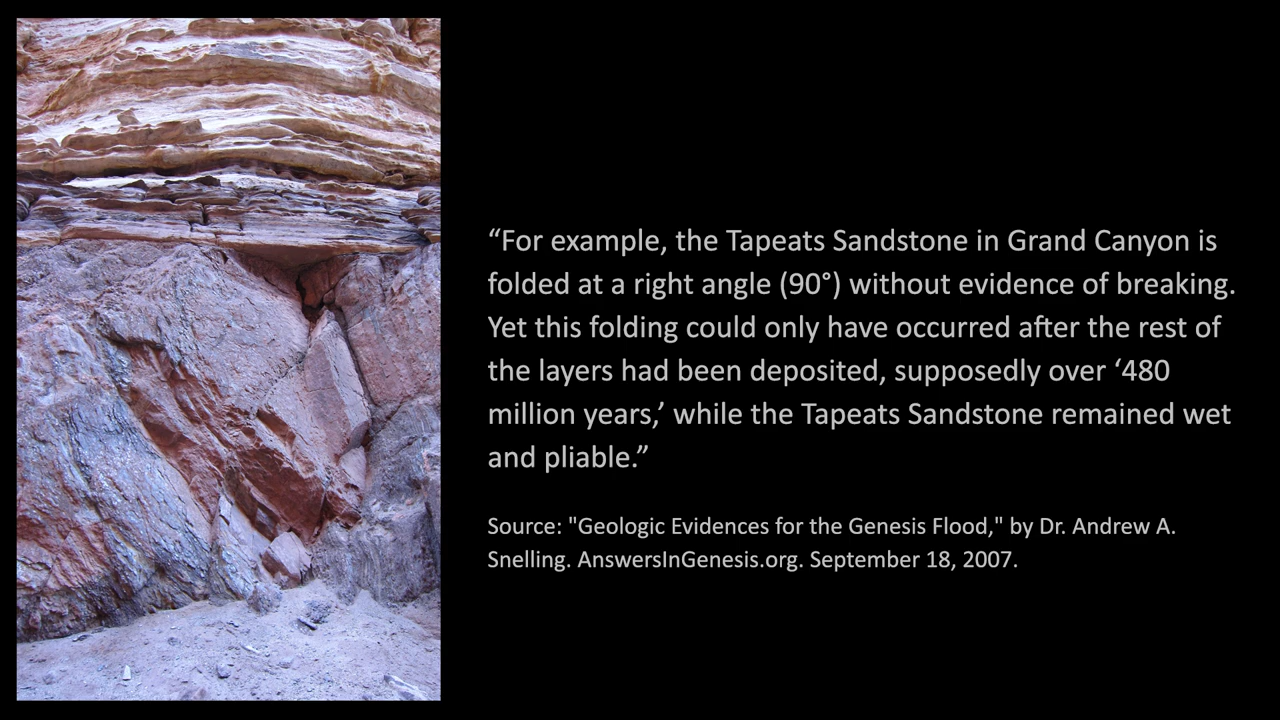 “For example, the Tapeats Sandstone in Grand Canyon is
folded at a right angle (90°) without evidence of breaking.
Yet this folding could only have occurred after the rest of
the layers had been deposited, supposedly over ‘480
million years,’ while the Tapeats Sandstone remained wet
and pliable.”
Source: "Geologic Evidences for the Genesis Flood," by Dr. Andrew A.
Snelling. AnswersInGenesis.org. September 18, 2007.